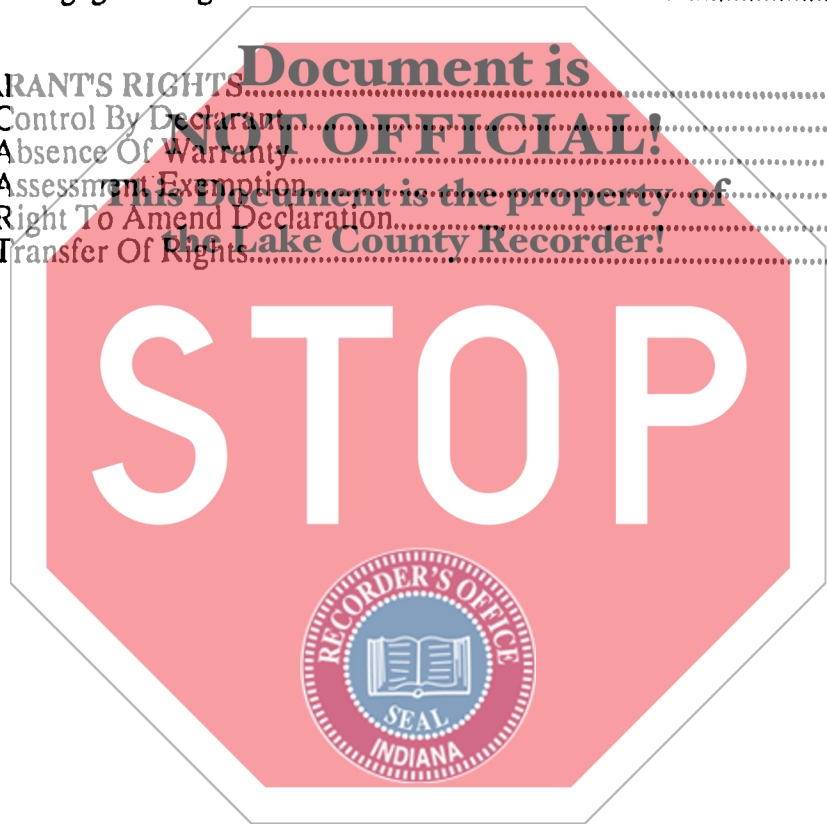 Document is
RANT'S RIGHTS
NOT OFFICIAL!
Control By Declarant
Absence Of Warranty
This Document is the property of
Assessment Exemption
Right To Amend Declaration
the Lake County Recorder!
Transfer Of Rights
STOP
RECORDER'S OFFICE
SEAL
INDIANA